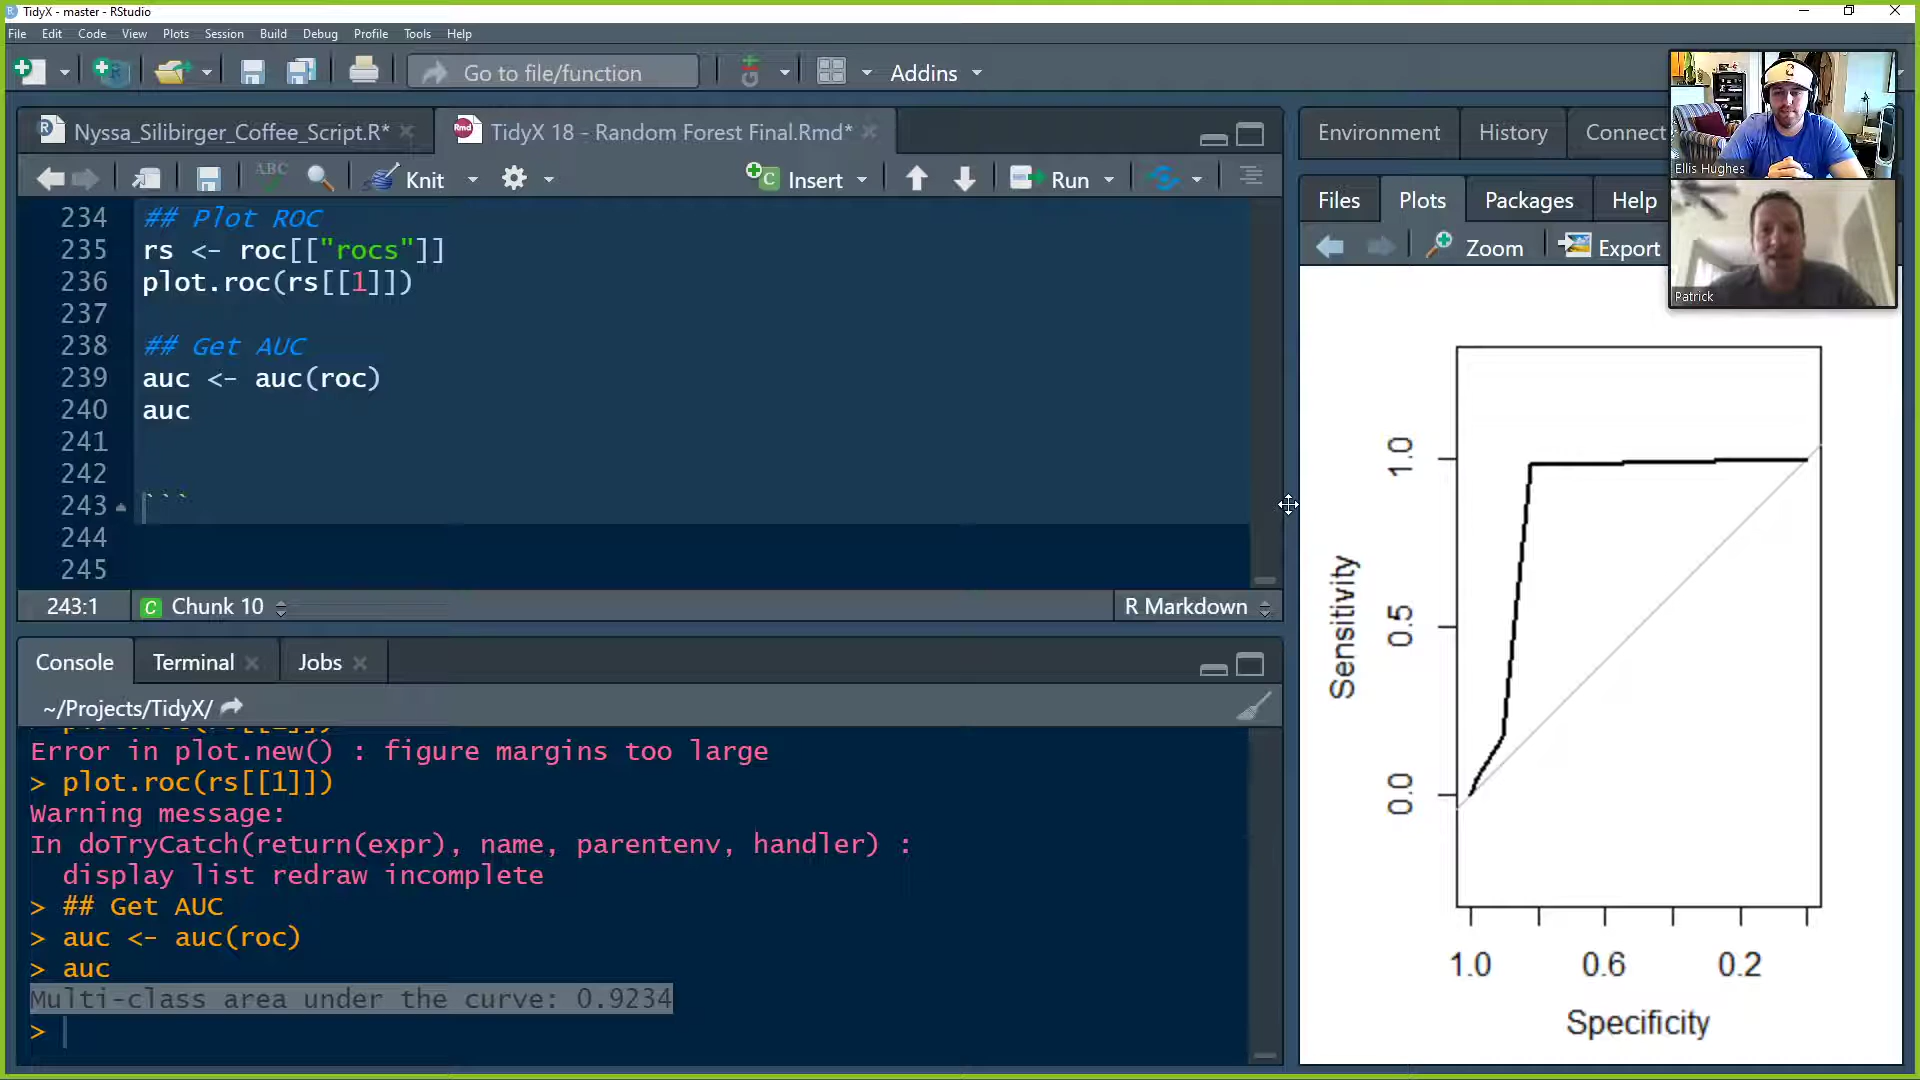 TidyX - master - RStudio
File Edit Code View Plots Session Build Debug Profile Tools Help
Go to file/function
Addins
Nyssa_Silibirger_Coffee_Script.R*
TidyX 18 - Random Forest Final.Rmd*
Knit
Insert
Run
234 ## Plot ROC
235 rs <- roc[["rocs"]]
236 plot.roc(rs[[1]])
237
238 ## Get AUC
239 auc <- auc(roc)
240 auc
241
242
243 ```
244
245
243:1
C Chunk 10
R Markdown
Console Terminal Jobs
~/Projects/TidyX/
Error in plot.new() : figure margins too large
> plot.roc(rs[[1]])
Warning message:
In doTryCatch(return(expr), name, parentenv, handler) :
display list redraw incomplete
> ## Get AUC
> auc <- auc(roc)
> auc
Multi-class area under the curve: 0.9234
>
Environment History Connect
Files Plots Packages Help
Zoom Export
Ellis Hughes
Patrick
Sensitivity
1.0
0.5
0.0
1.0 0.6 0.2
Specificity